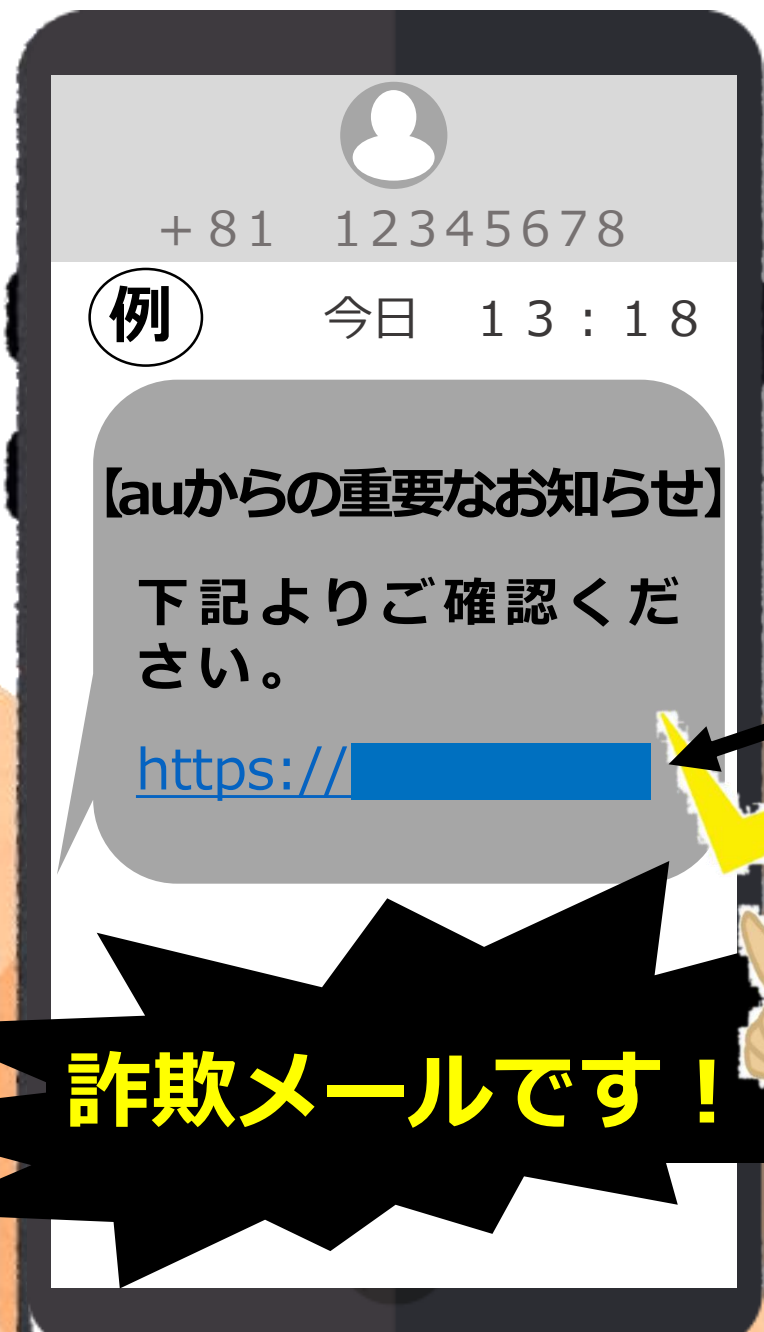 ＋81　12345678
例
今日　１３：１８
【auからの重要なお知らせ】
下記よりご確認くだ
さい。
https://
詐欺メールです！